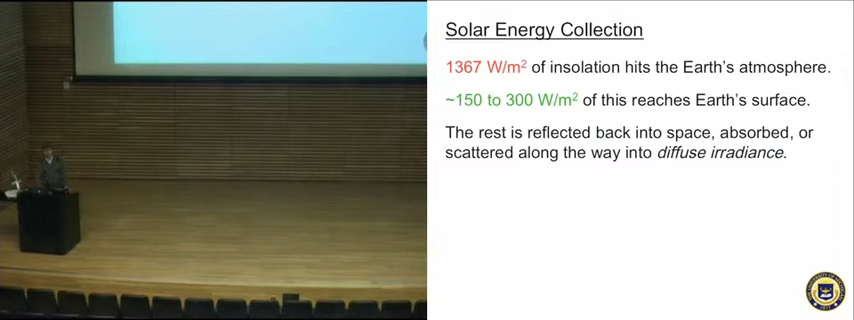 Solar Energy Collection
1367 W/m² of insolation hits the Earth's atmosphere.
~150 to 300 W/m² of this reaches Earth's surface.
The rest is reflected back into space, absorbed, or
scattered along the way into diffuse irradiance.